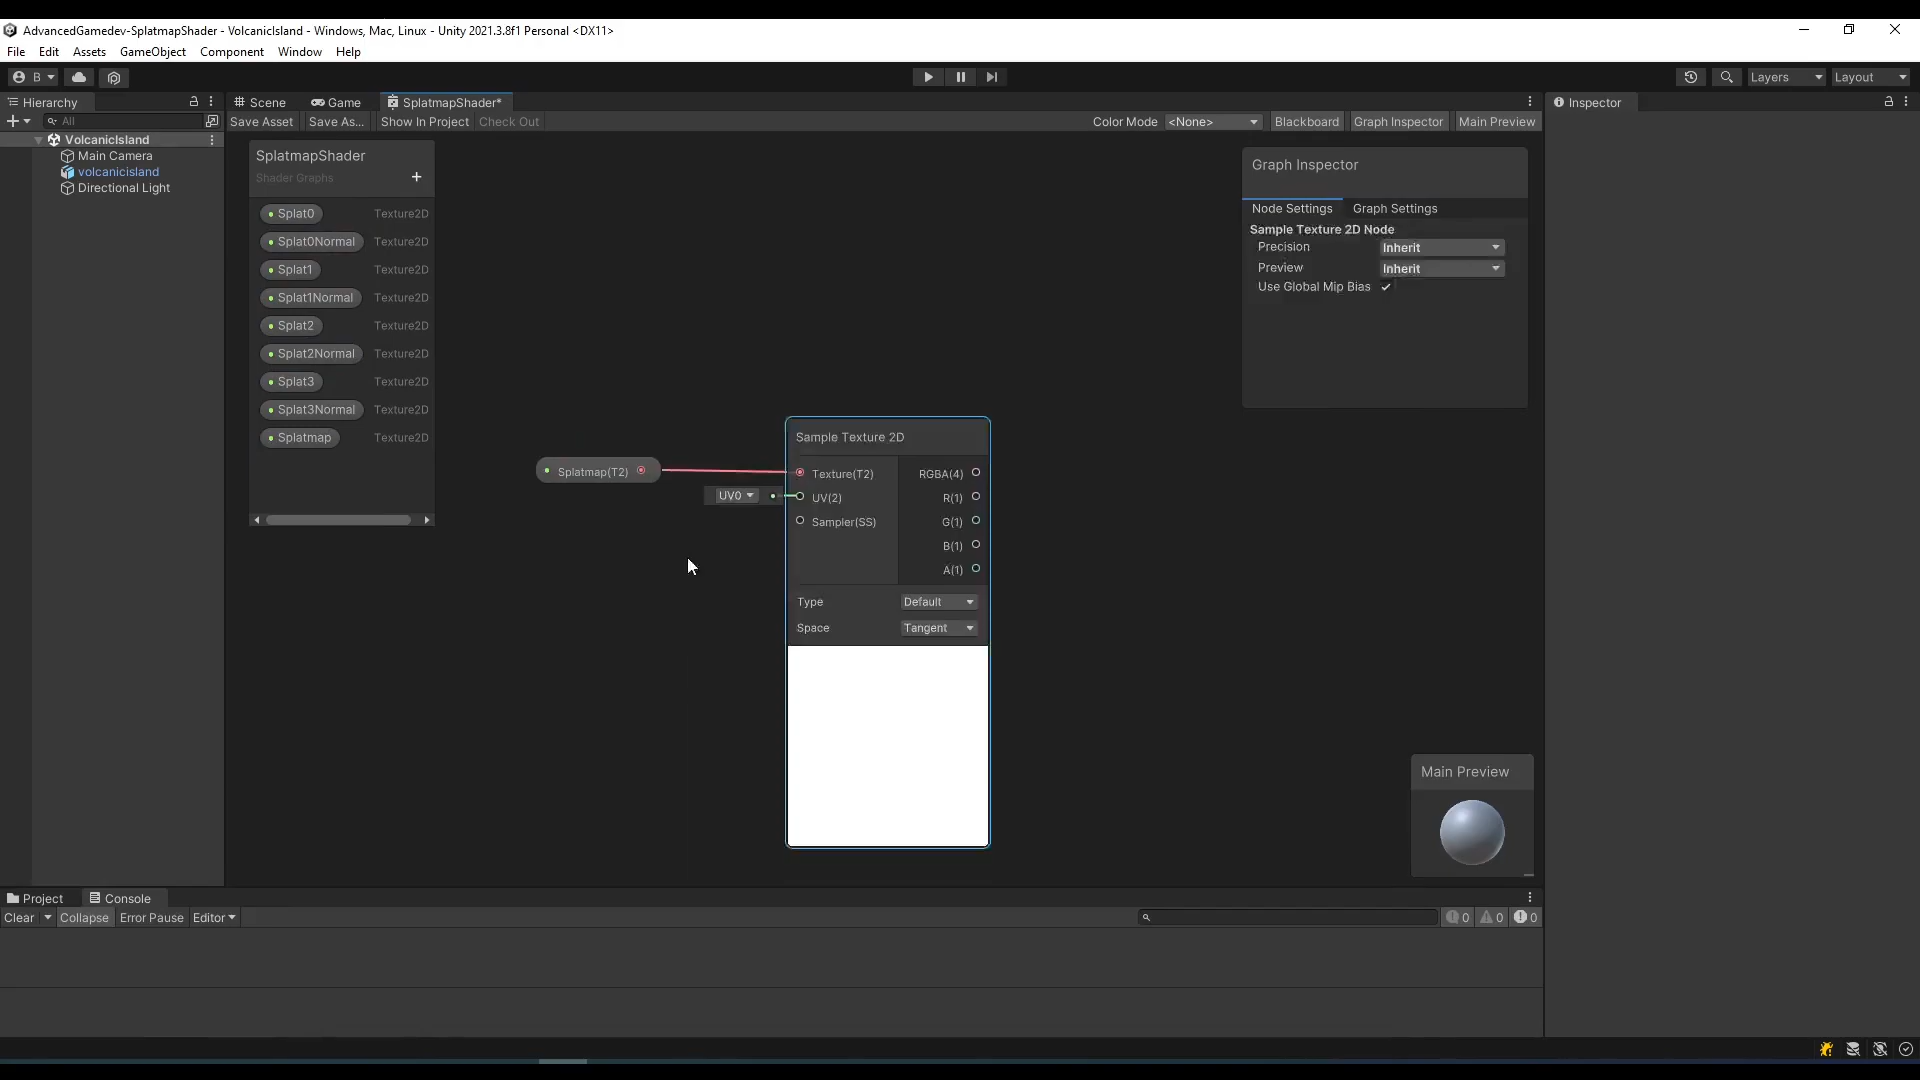 AdvancedGamedev-SplatmapShader - VolcanicIsland - Windows, Mac, Linux - Unity 2021.3.8f1 Personal <DX11>
File Edit Assets GameObject Component Window Help
B Layers Layout
Hierarchy Scene Game SplatmapShader* Inspector
All Save Asset Save As... Show In Project Check Out Color Mode <None> Blackboard Graph Inspector Main Preview
VolcanicIsland
Main Camera
volcanicisland
Directional Light
SplatmapShader
Shader Graphs
Splat0 Texture2D
Splat0Normal Texture2D
Splat1 Texture2D
Splat1Normal Texture2D
Splat2 Texture2D
Splat2Normal Texture2D
Splat3 Texture2D
Splat3Normal Texture2D
Splatmap Texture2D
Graph Inspector
Node Settings Graph Settings
Sample Texture 2D Node
Precision Inherit
Preview Inherit
Use Global Mip Bias
Sample Texture 2D
Splatmap(T2) Texture(T2) RGBA(4)
UV0 UV(2) R(1)
Sampler(SS) G(1)
B(1)
A(1)
Type Default
Space Tangent
Main Preview
Project Console
Clear Collapse Error Pause Editor 0 0 0